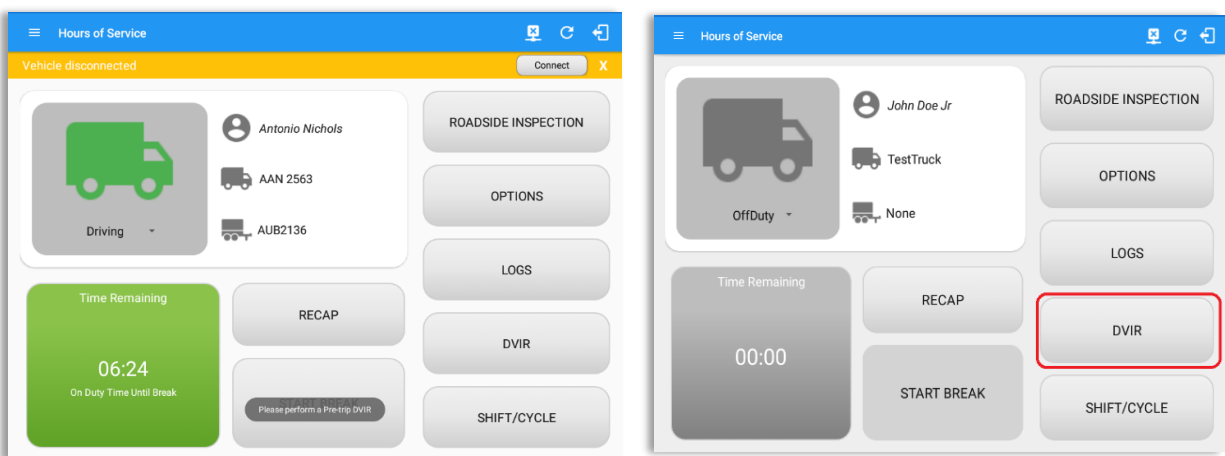 Hours of Service
Vehicle disconnected
Connect
X
Antonio Nichols
AAN 2563
AUB2136
Driving
ROADSIDE INSPECTION
OPTIONS
LOGS
DVIR
SHIFT/CYCLE
Time Remaining
06:24
On Duty Time Until Break
RECAP
START BREAK
Please perform a Pre-trip DVIR
Hours of Service
John Doe Jr
TestTruck
None
OffDuty
ROADSIDE INSPECTION
OPTIONS
LOGS
DVIR
SHIFT/CYCLE
Time Remaining
00:00
RECAP
START BREAK